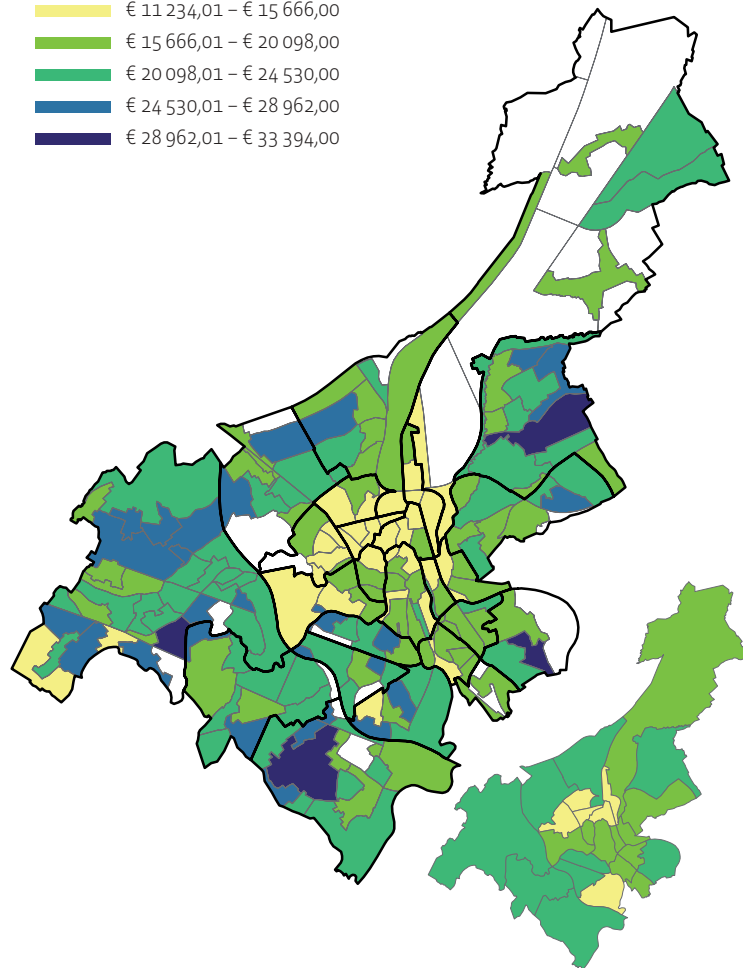 € 11 234,01 – € 15 666,00
€ 15 666,01 – € 20 098,00
€ 20 098,01 – € 24 530,00
€ 24 530,01 – € 28 962,00
€ 28 962,01 – € 33 394,00